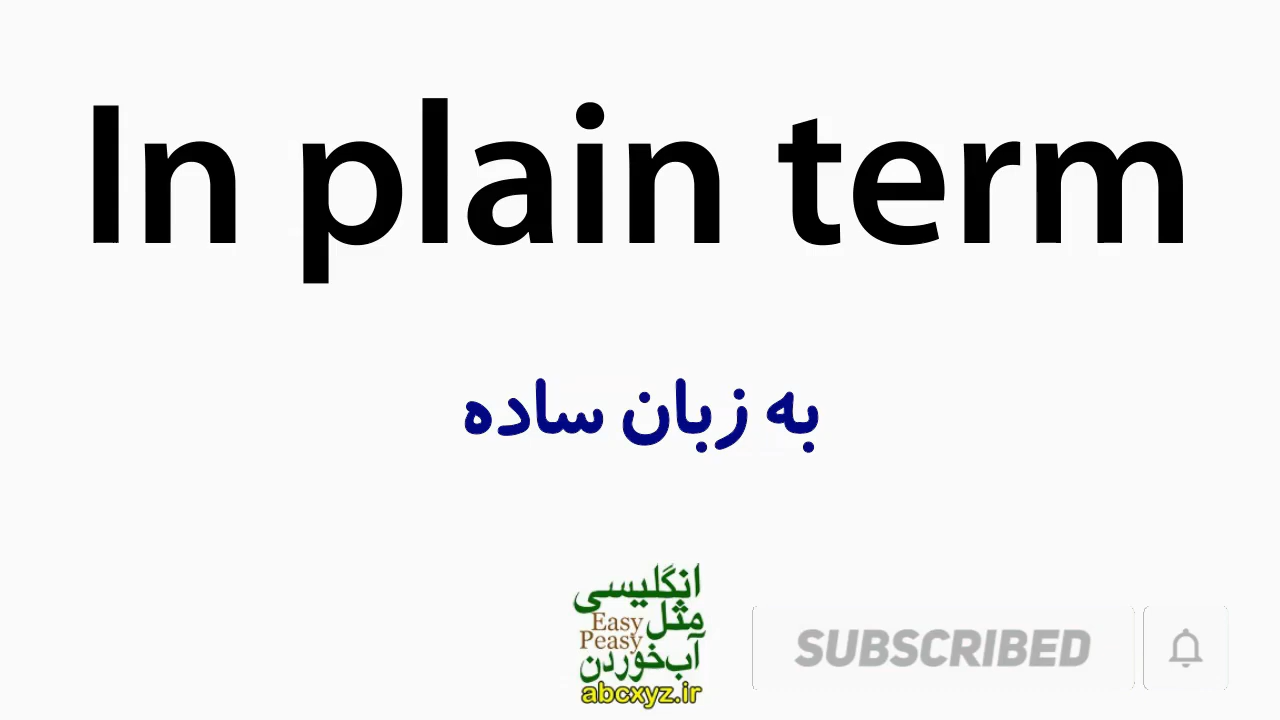 In plain term
به زبان ساده
انگلیسی
مثل
Easy
Peasy
آب‌خوردن
abcxyz.ir
SUBSCRIBED